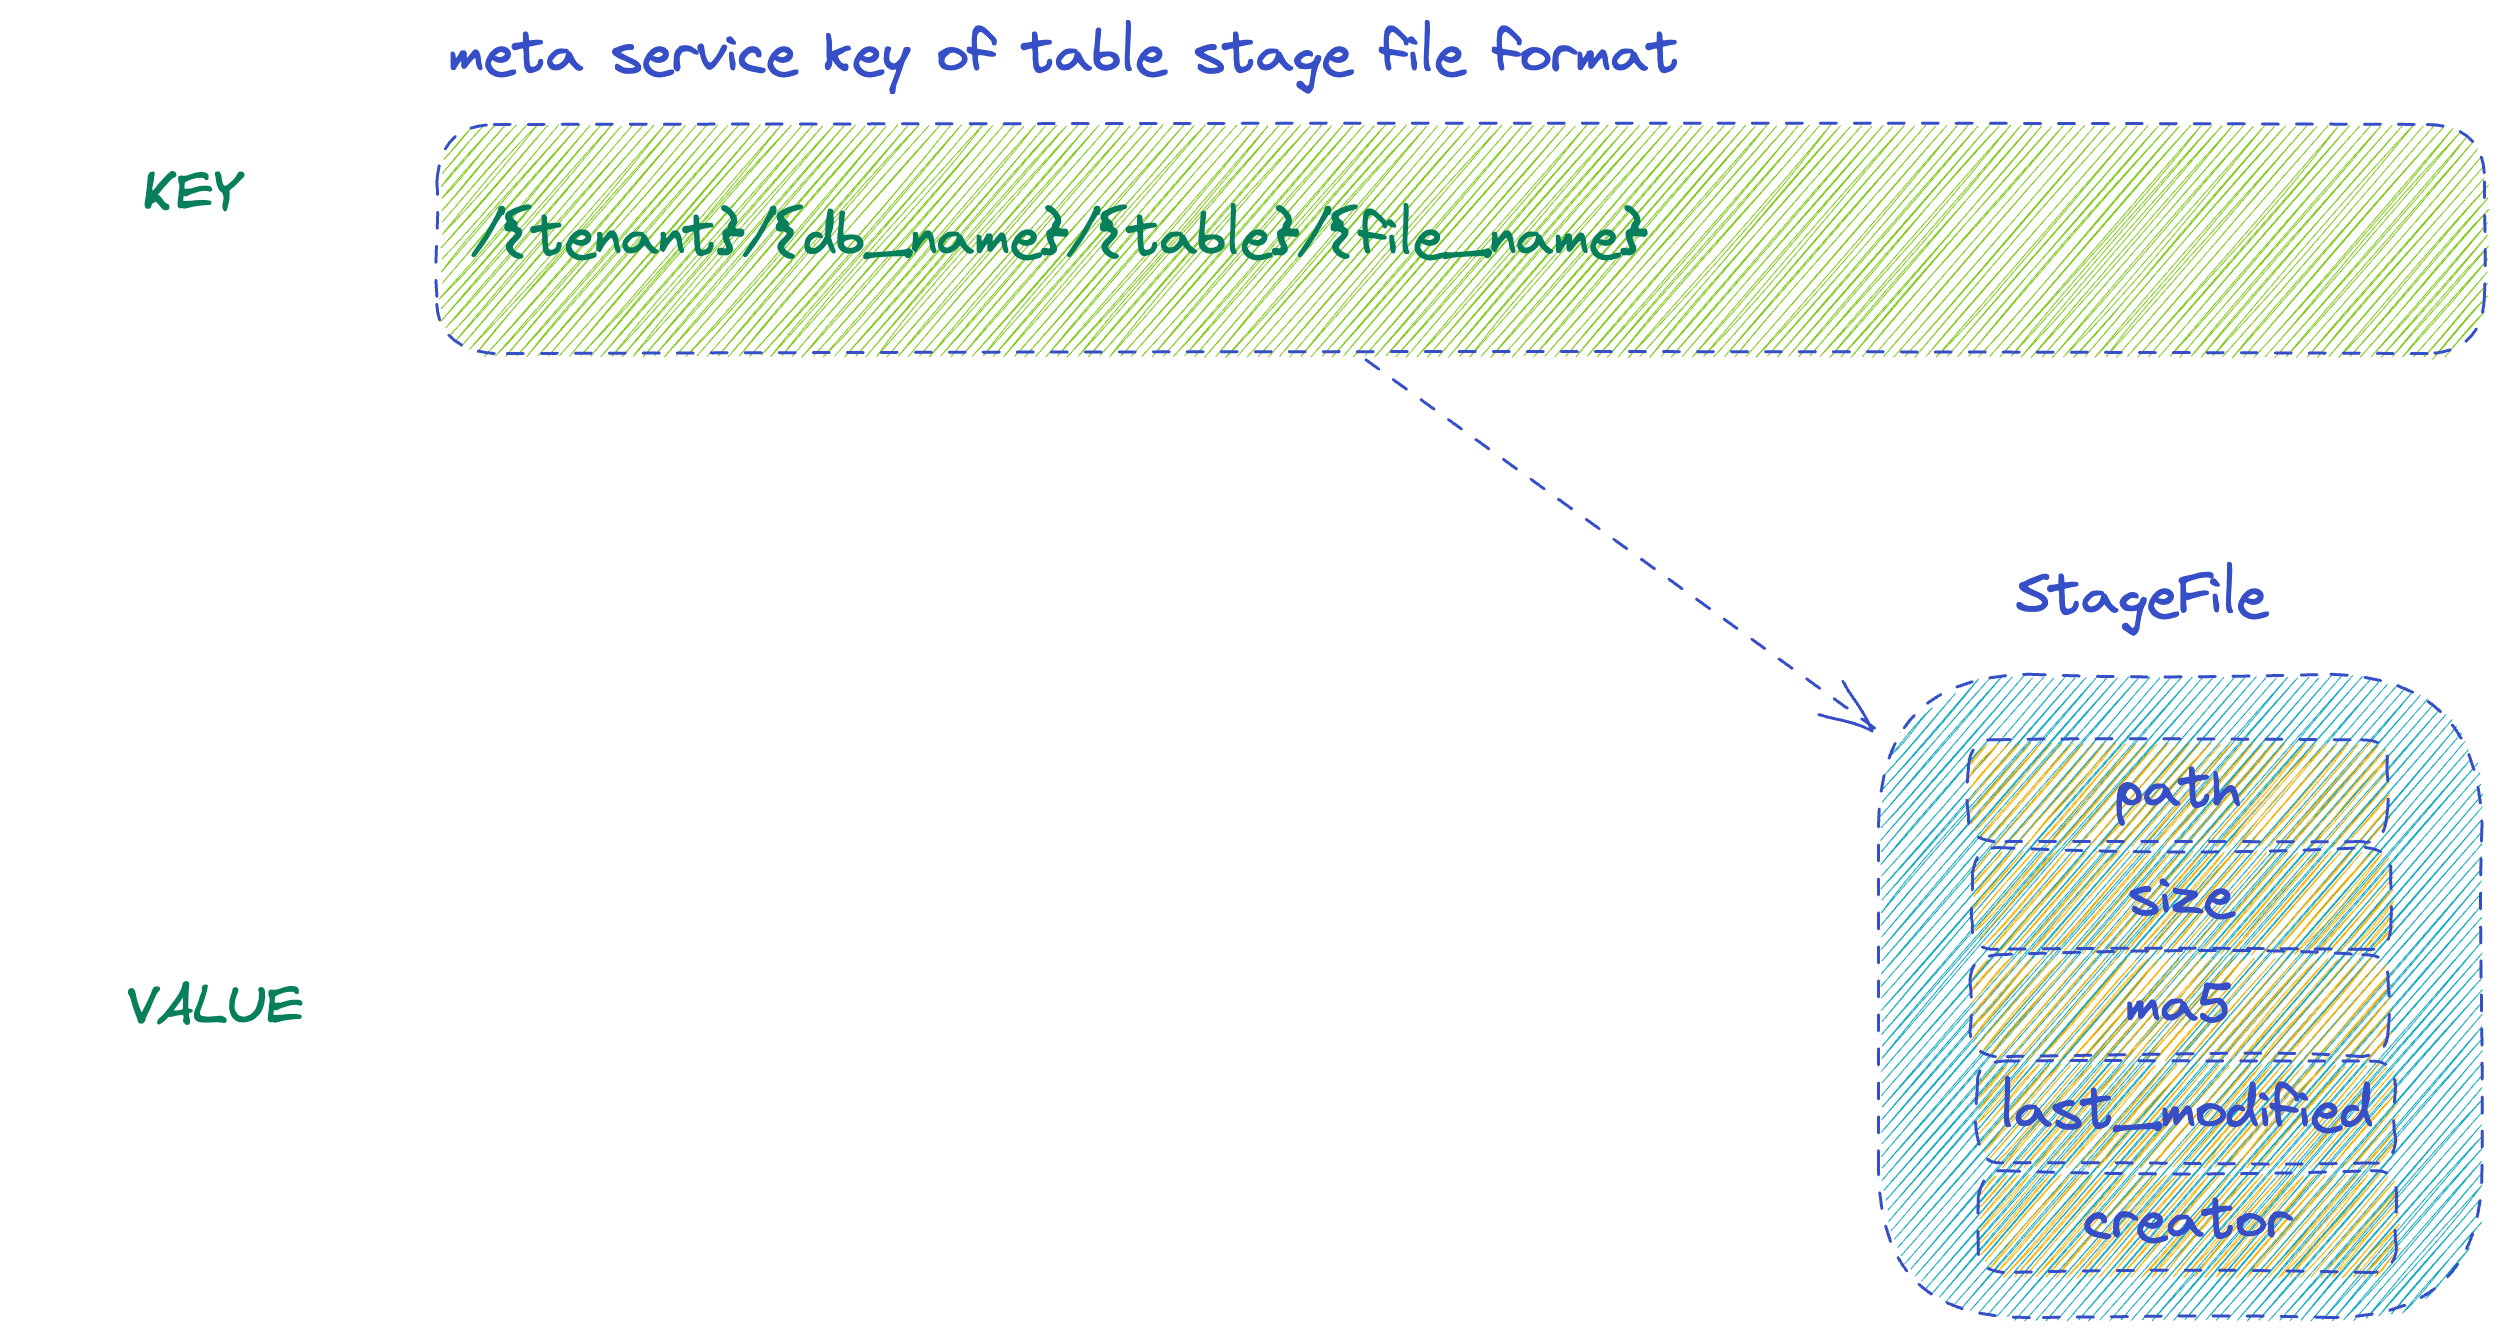 meta service key of table stage file format
KEY
/{tenant}/{db_name}/{table}/{file_name}
StageFile
path
size
VALUE
md5
last_modified
creator